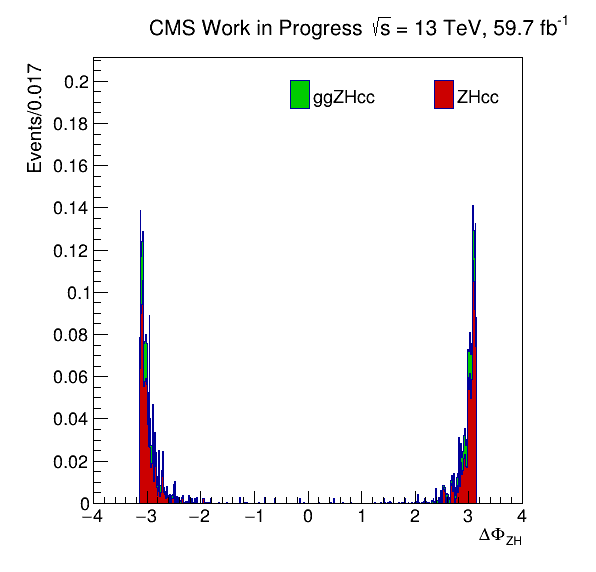 CMS Work in Progress √s = 13 TeV, 59.7 fb⁻¹
Events/0.017
ggZHcc ZHcc
0.2
0.18
0.16
0.14
0.12
0.1
0.08
0.06
0.04
0.02
0
−4 −3 −2 −1 0 1 2 3 4
ΔΦ_ZH